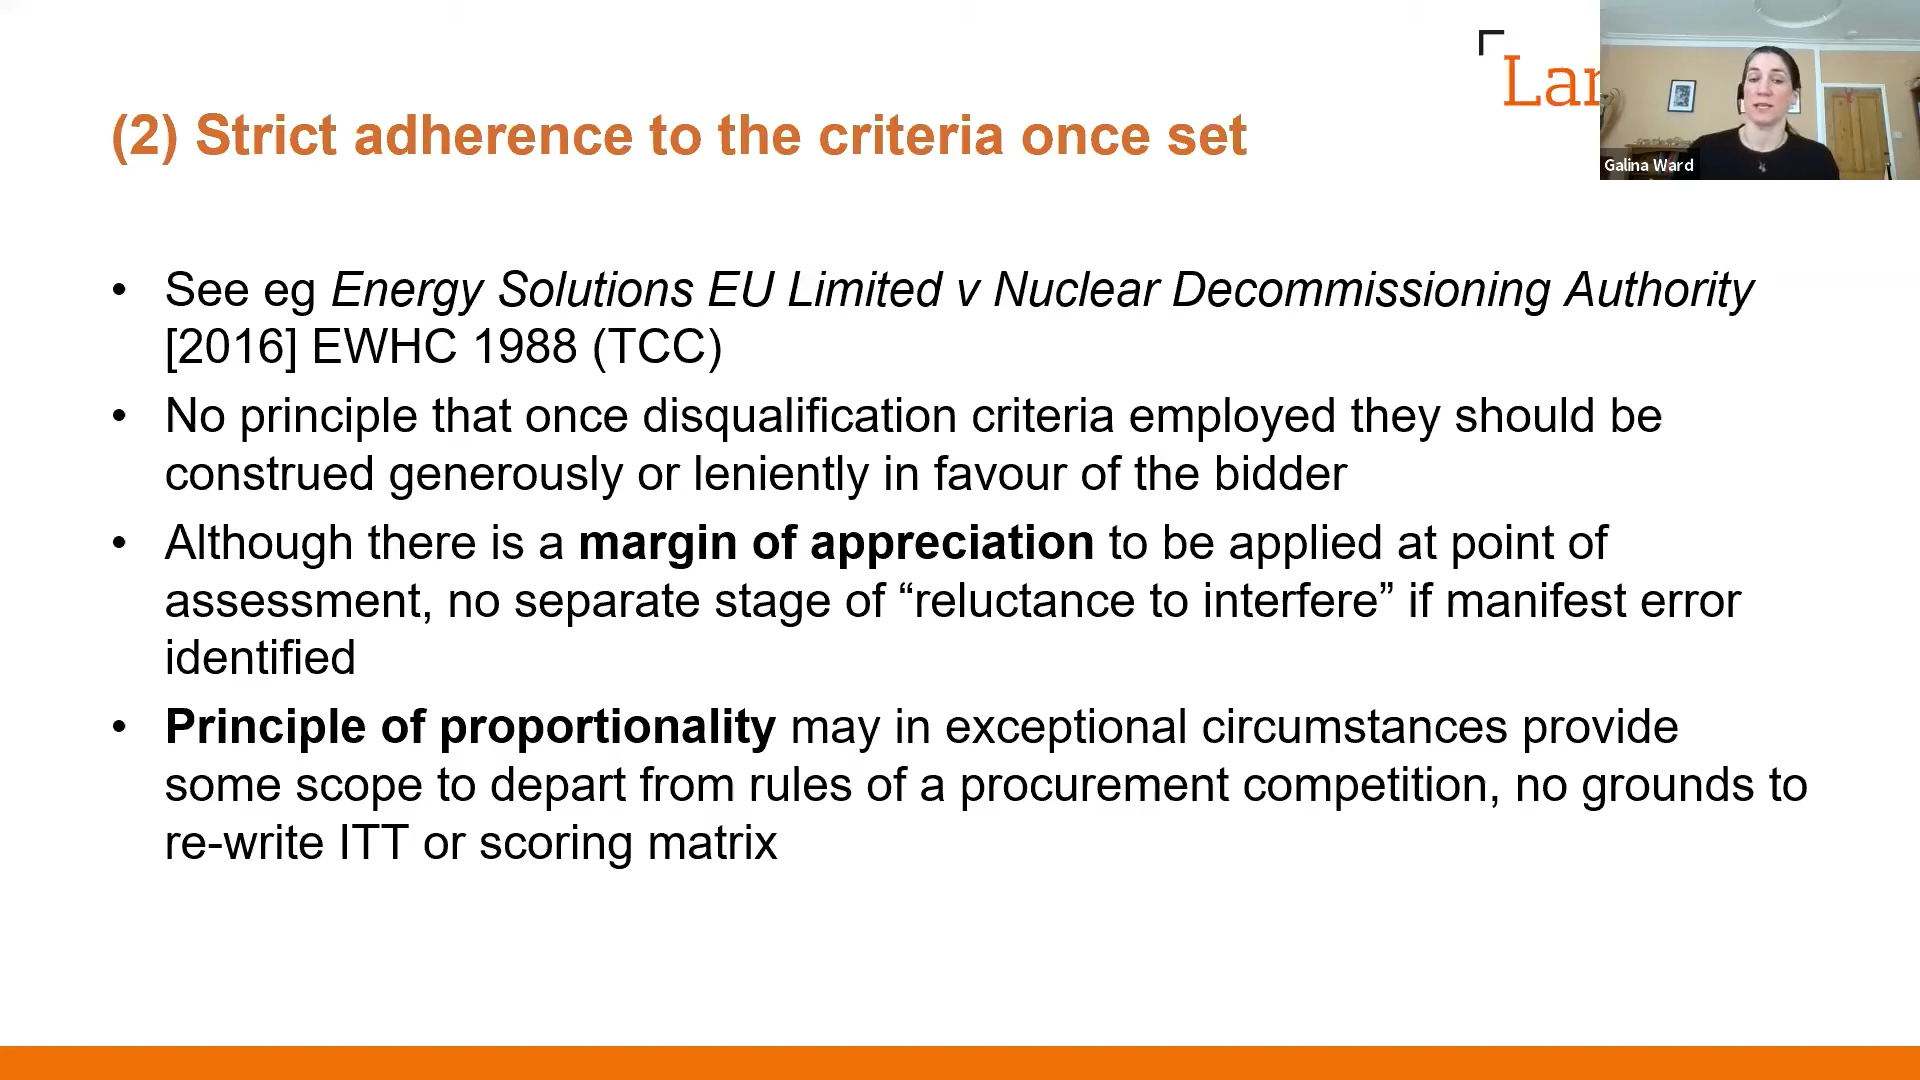 Lan
Galina Ward
(2) Strict adherence to the criteria once set
• See eg Energy Solutions EU Limited v Nuclear Decommissioning Authority
[2016] EWHC 1988 (TCC)
• No principle that once disqualification criteria employed they should be
construed generously or leniently in favour of the bidder
• Although there is a margin of appreciation to be applied at point of
assessment, no separate stage of “reluctance to interfere” if manifest error
identified
• Principle of proportionality may in exceptional circumstances provide
some scope to depart from rules of a procurement competition, no grounds to
re-write ITT or scoring matrix